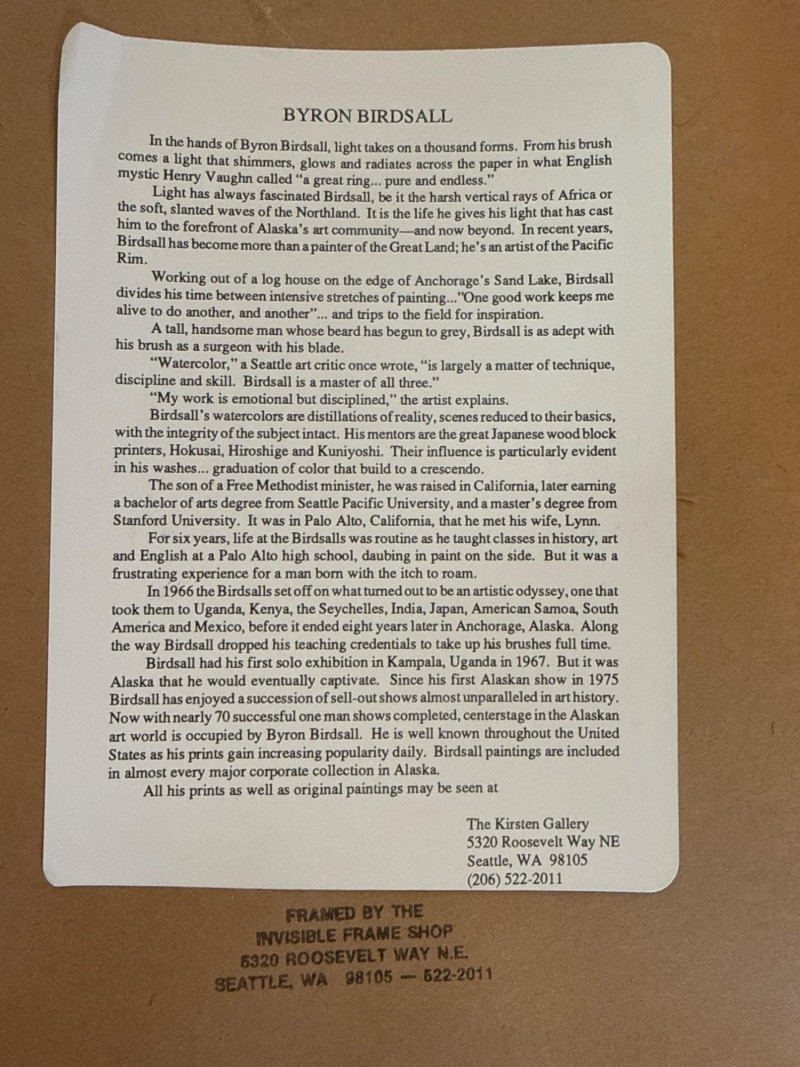 BYRON BIRDSALL
In the hands of Byron Birdsall, light takes on a thousand forms. From his brush
comes a light that shimmers, glows and radiates across the paper in what English
mystic Henry Vaughn called “a great ring... pure and endless.”
Light has always fascinated Birdsall, be it the harsh vertical rays of Africa or
the soft, slanted waves of the Northland. It is the life he gives his light that has cast
him to the forefront of Alaska’s art community—and now beyond. In recent years,
Birdsall has become more than a painter of the Great Land; he’s an artist of the Pacific
Rim.
Working out of a log house on the edge of Anchorage’s Sand Lake, Birdsall
divides his time between intensive stretches of painting...”One good work keeps me
alive to do another, and another”... and trips to the field for inspiration.
A tall, handsome man whose beard has begun to grey, Birdsall is as adept with
his brush as a surgeon with his blade.
“Watercolor,” a Seattle art critic once wrote, “is largely a matter of technique,
discipline and skill. Birdsall is a master of all three.”
“My work is emotional but disciplined,” the artist explains.
Birdsall’s watercolors are distillations of reality, scenes reduced to their basics,
with the integrity of the subject intact. His mentors are the great Japanese wood block
printers, Hokusai, Hiroshige and Kuniyoshi. Their influence is particularly evident
in his washes... graduation of color that build to a crescendo.
The son of a Free Methodist minister, he was raised in California, later earning
a bachelor of arts degree from Seattle Pacific University, and a master’s degree from
Stanford University. It was in Palo Alto, California, that he met his wife, Lynn.
For six years, life at the Birdsalls was routine as he taught classes in history, art
and English at a Palo Alto high school, daubing in paint on the side. But it was a
frustrating experience for a man born with the itch to roam.
In 1966 the Birdsalls set off on what turned out to be an artistic odyssey, one that
took them to Uganda, Kenya, the Seychelles, India, Japan, American Samoa, South
America and Mexico, before it ended eight years later in Anchorage, Alaska. Along
the way Birdsall dropped his teaching credentials to take up his brushes full time.
Birdsall had his first solo exhibition in Kampala, Uganda in 1967. But it was
Alaska that he would eventually captivate. Since his first Alaskan show in 1975
Birdsall has enjoyed a succession of sell-out shows almost unparalleled in art history.
Now with nearly 70 successful one man shows completed, centerstage in the Alaskan
art world is occupied by Byron Birdsall. He is well known throughout the United
States as his prints gain increasing popularity daily. Birdsall paintings are included
in almost every major corporate collection in Alaska.
All his prints as well as original paintings may be seen at
The Kirsten Gallery
5320 Roosevelt Way NE
Seattle, WA 98105
(206) 522-2011
FRAMED BY THE
INVISIBLE FRAME SHOP
5320 ROOSEVELT WAY N.E.
SEATTLE, WA 98105 — 522-2011